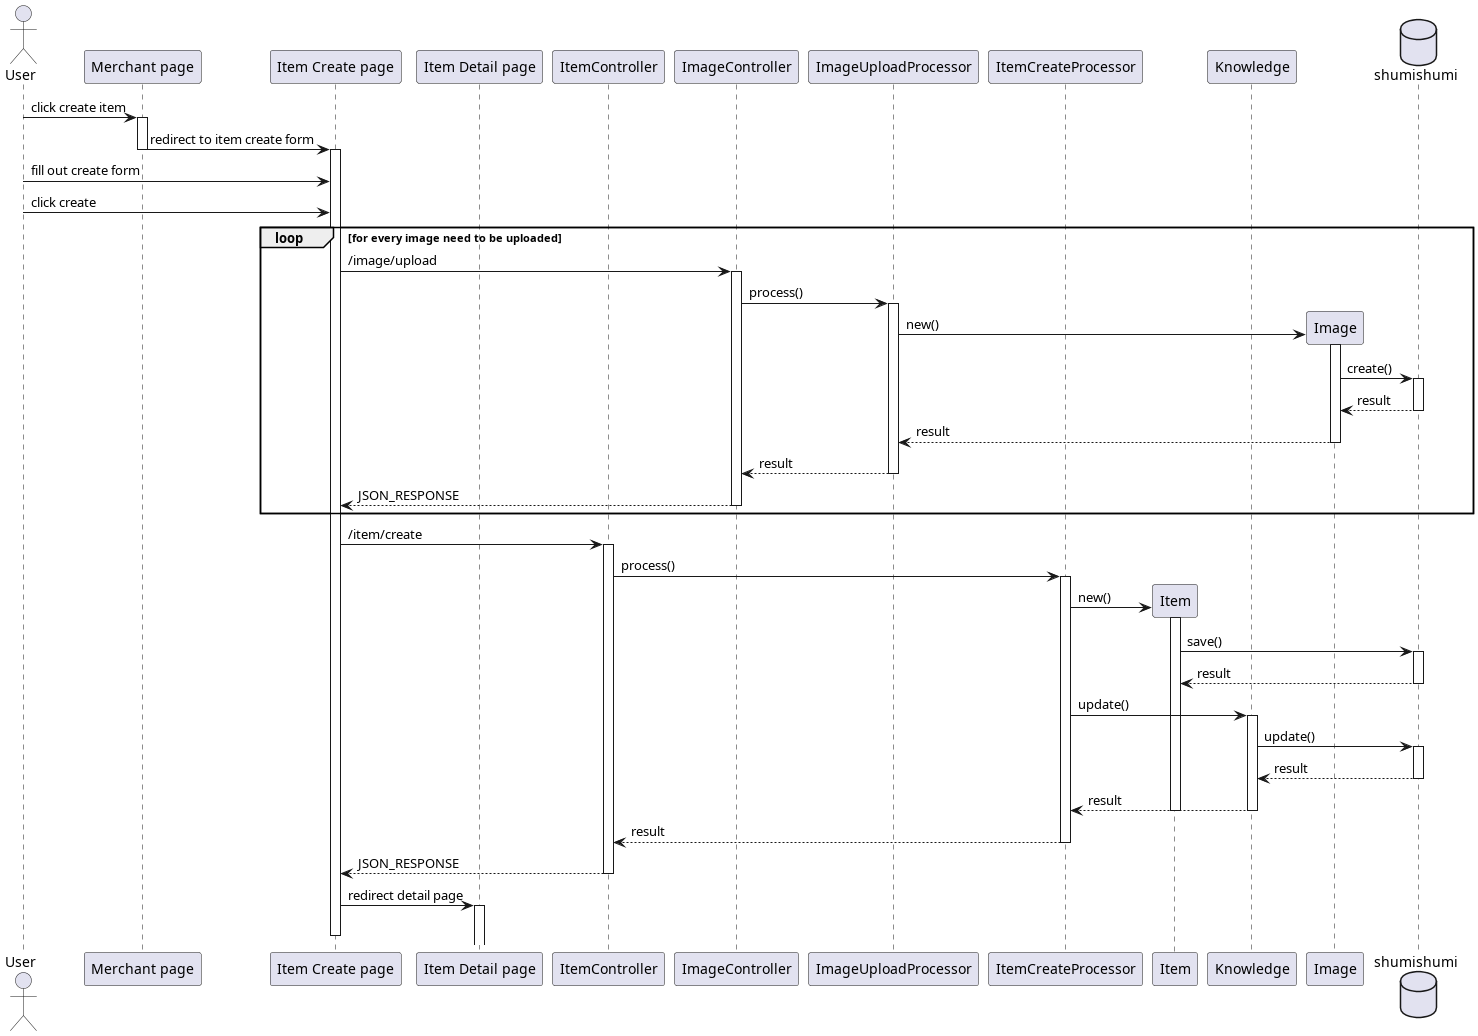 User
Merchant page
Item Create page
Item Detail page
ItemController
ImageController
ImageUploadProcessor
ItemCreateProcessor
Knowledge
shumishumi
click create item
redirect to item create form
fill out create form
click create
loop
[for every image need to be uploaded]
/image/upload
process()
new()
Image
create()
result
result
result
JSON_RESPONSE
/item/create
process()
new()
Item
save()
result
update()
update()
result
result
result
JSON_RESPONSE
redirect detail page
User
Merchant page
Item Create page
Item Detail page
ItemController
ImageController
ImageUploadProcessor
ItemCreateProcessor
Item
Knowledge
Image
shumishumi